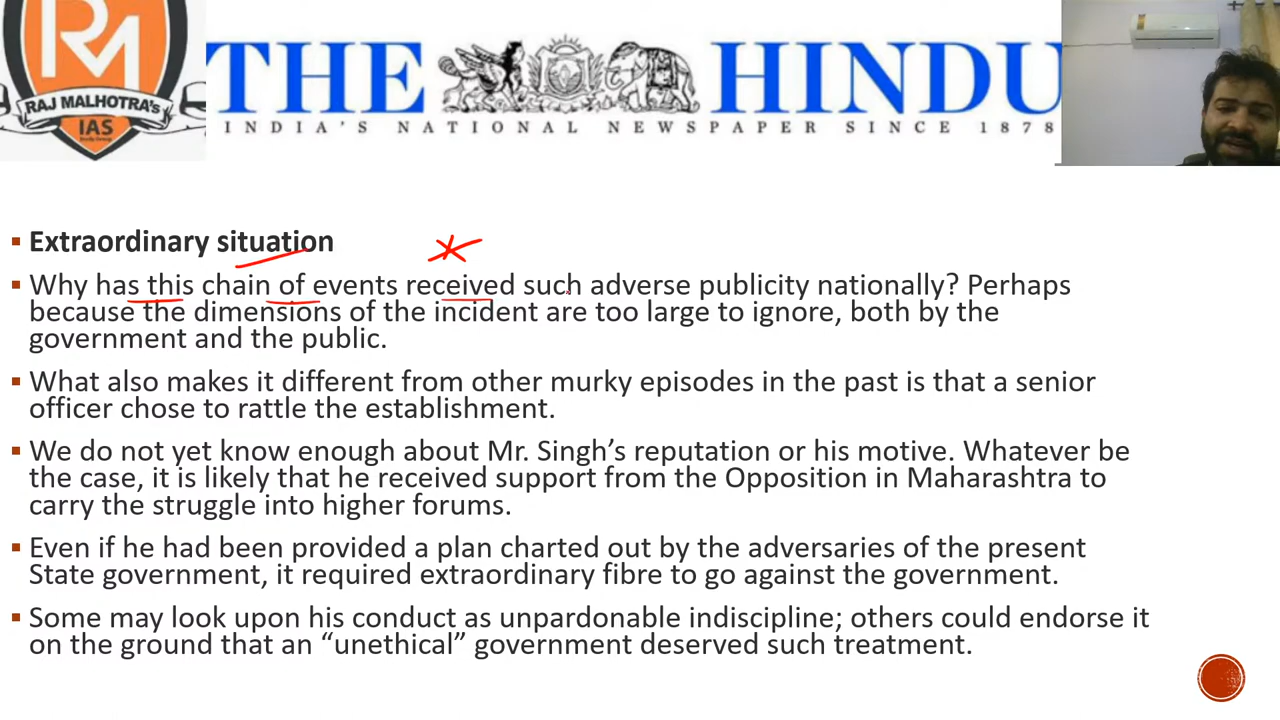 RM
RAJ MALHOTRA's
IAS
Study Group
THE HINDU
INDIA'S NATIONAL NEWSPAPER SINCE 1878
Extraordinary situation
Why has this chain of events received such adverse publicity nationally? Perhaps
because the dimensions of the incident are too large to ignore, both by the
government and the public.
What also makes it different from other murky episodes in the past is that a senior
officer chose to rattle the establishment.
We do not yet know enough about Mr. Singh’s reputation or his motive. Whatever be
the case, it is likely that he received support from the Opposition in Maharashtra to
carry the struggle into higher forums.
Even if he had been provided a plan charted out by the adversaries of the present
State government, it required extraordinary fibre to go against the government.
Some may look upon his conduct as unpardonable indiscipline; others could endorse it
on the ground that an “unethical” government deserved such treatment.